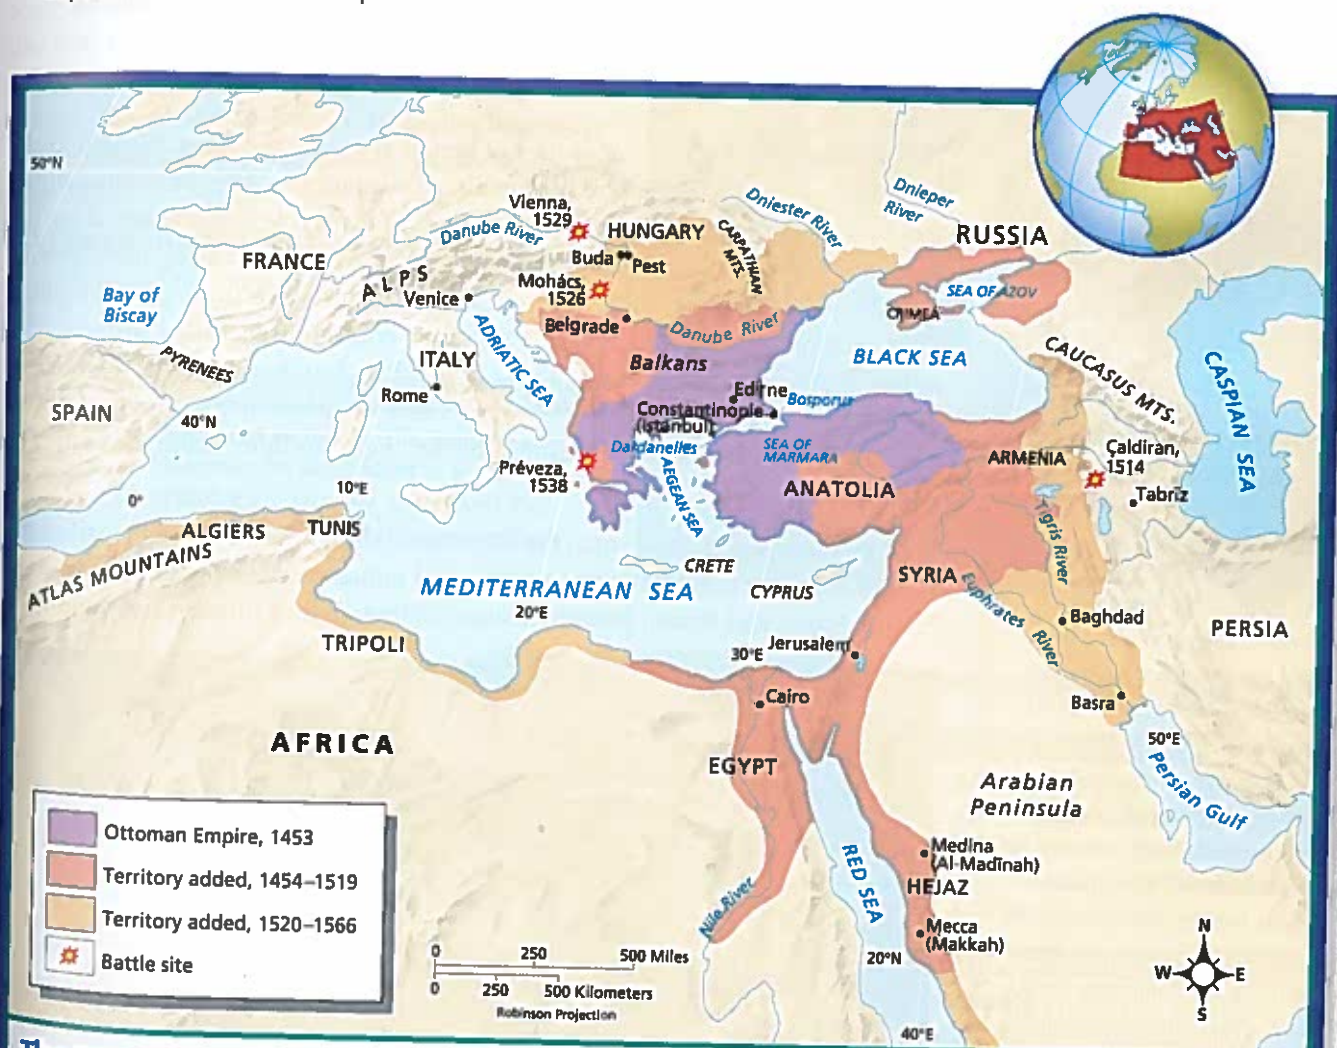 50°N
Vienna,
1529
Danube River
HUNGARY
CARPATHIAN
MTS.
Dniester River
Dnieper
River
RUSSIA
FRANCE
ALPS
Buda
Pest
Venice
Mohács,
1526
SEA OF AZOV
CRIMEA
Bay of
Biscay
Belgrade
Danube River
PYRENEES
ITALY
ADRIATIC SEA
Balkans
BLACK SEA
CAUCASUS MTS.
CASPIAN SEA
Rome
Edirne
Bosporus
Constantinople
(Istanbul)
SPAIN
40°N
Dardanelles
SEA OF
MARMARA
ARMENIA
Çaldiran,
1514
Préveza,
1538
AEGEAN SEA
ANATOLIA
Tabriz
0°
10°E
ALGIERS
TUNIS
ATLAS MOUNTAINS
Tigris River
CRETE
SYRIA
MEDITERRANEAN SEA
CYPRUS
Euphrates River
20°E
Baghdad
PERSIA
TRIPOLI
30°E
Jerusalem
Cairo
Basra
AFRICA
EGYPT
50°E
Persian Gulf
Arabian
Peninsula
Ottoman Empire, 1453
Territory added, 1454–1519
Territory added, 1520–1566
Battle site
RED SEA
Medina
(Al-Madīnah)
HEJAZ
Nile River
Mecca
(Makkah)
20°N
0 250 500 Miles
0 250 500 Kilometers
Robinson Projection
N
W E
S
40°E